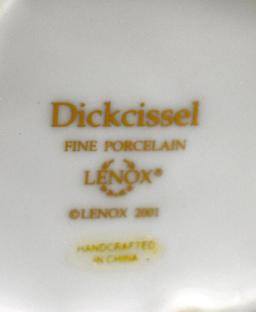 Dickcissel
FINE PORCELAIN
LENOX®
© LENOX 2001
HANDCRAFTED
IN CHINA